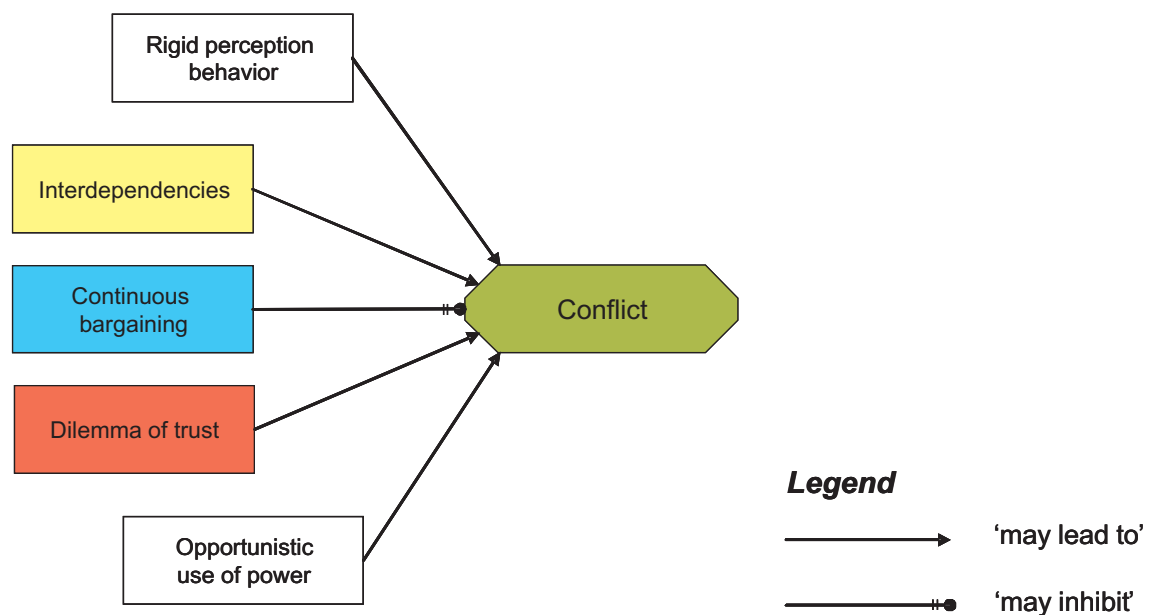 Rigid perception
behavior
Interdependencies
Continuous
bargaining
Conflict
Dilemma of trust
Opportunistic
use of power
Legend
‘may lead to’
‘may inhibit’